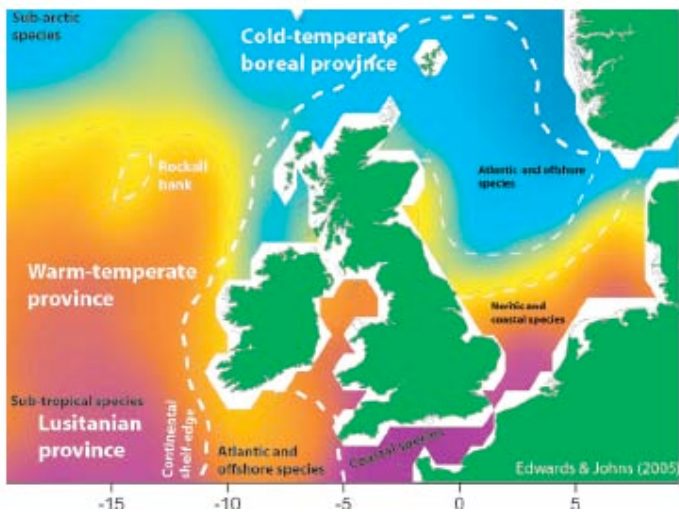 Sub-arctic
species
Cold-temperate
boreal province
Rockall
bank
Atlantic and offshore
species
Warm-temperate
province
Neritic and
coastal species
Sub-tropical species
Lusitanian
province
Continental
shelf-edge
Atlantic and
offshore species
Coastal species
Edwards & Johns (2005)
-15 -10 -5 0 5